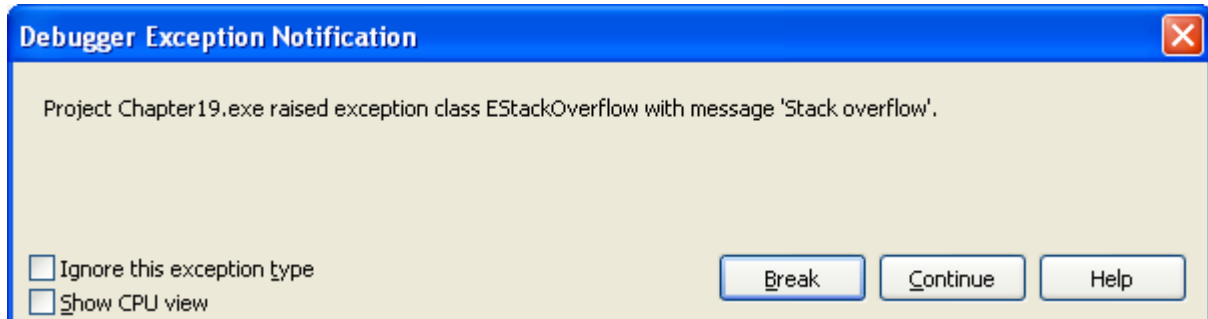 Debugger Exception Notification
Project Chapter19.exe raised exception class EStackOverflow with message 'Stack overflow'.
Ignore this exception type
Show CPU view
Break
Continue
Help